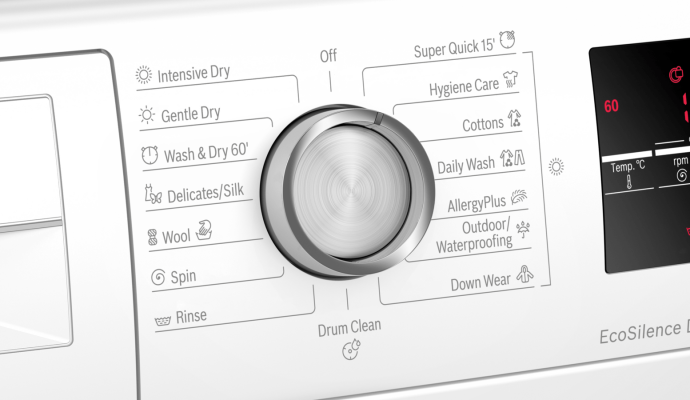 Off
Intensive Dry
Gentle Dry
Wash & Dry 60'
Delicates/Silk
Wool
Spin
Rinse
Drum Clean
Super Quick 15'
Hygiene Care
Cottons
Daily Wash
AllergyPlus
Outdoor/
Waterproofing
Down Wear
60
Temp. °C
rpm
EcoSilence